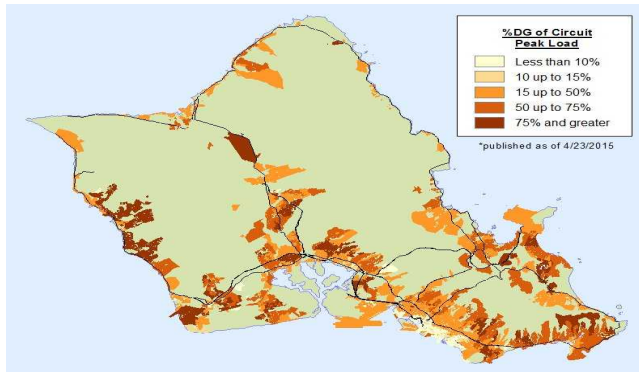 %DG of Circuit
Peak Load
Less than 10%
10 up to 15%
15 up to 50%
50 up to 75%
75% and greater
*published as of 4/23/2015